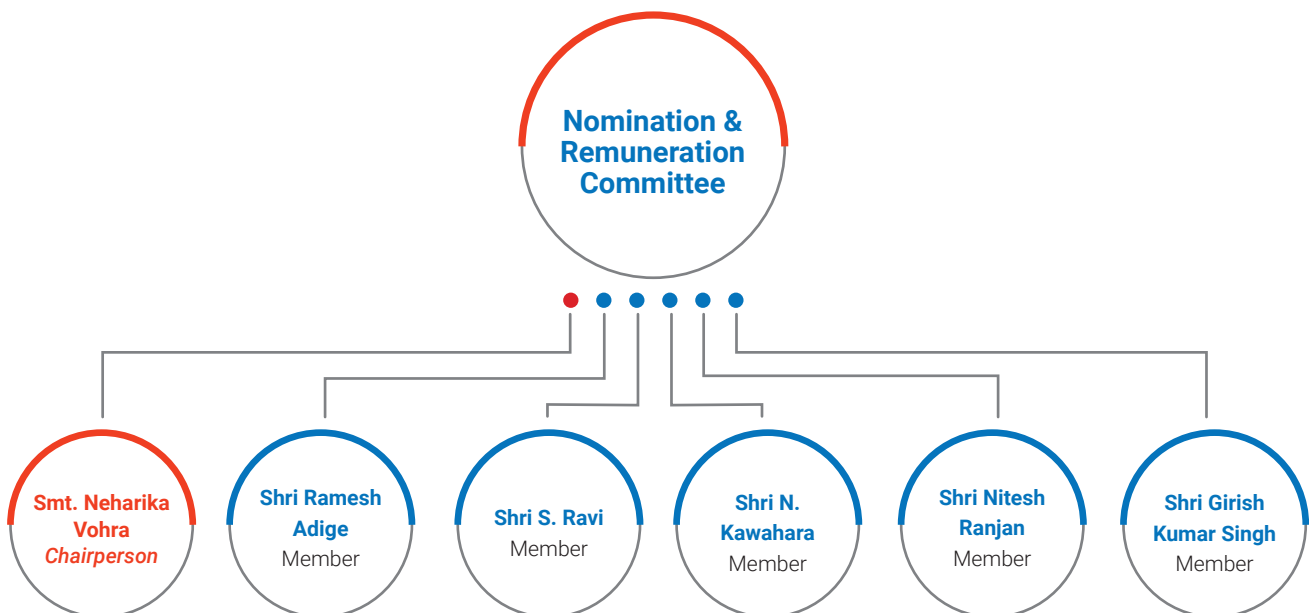 Nomination &
Remuneration
Committee
Smt. Neharika
Vohra
Chairperson
Shri Ramesh
Adige
Member
Shri S. Ravi
Member
Shri N.
Kawahara
Member
Shri Nitesh
Ranjan
Member
Shri Girish
Kumar Singh
Member